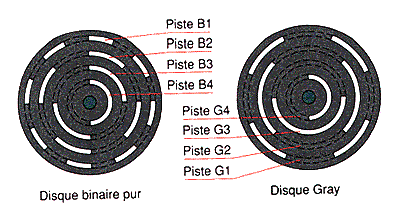 Piste B1
Piste B2
Piste B3
Piste B4
Piste G4
Piste G3
Piste G2
Piste G1
Disque binaire pur
Disque Gray